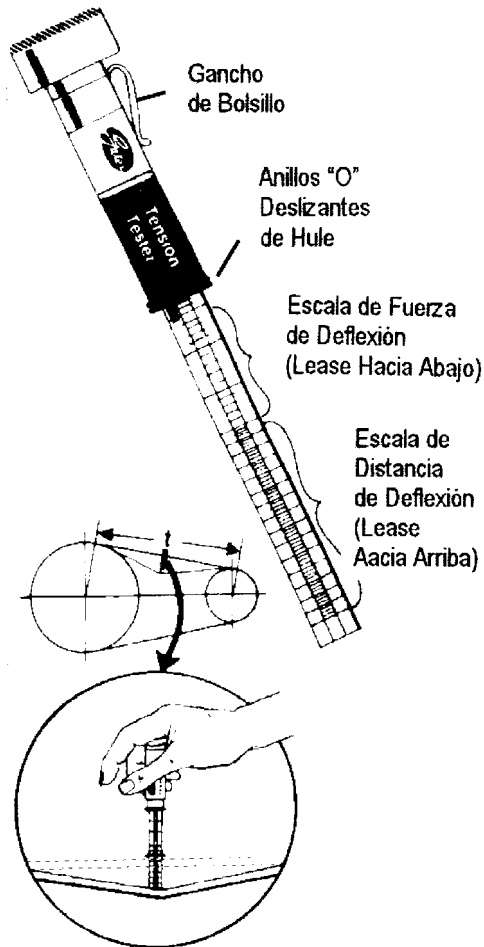 Gancho
de Bolsillo
Gates
Tension
Tester
Anillos "O"
Deslizantes
de Hule
Escala de Fuerza
de Deflexión
(Lease Hacia Abajo)
Escala de
Distancia
de Deflexión
(Lease
Aacia Arriba)
t